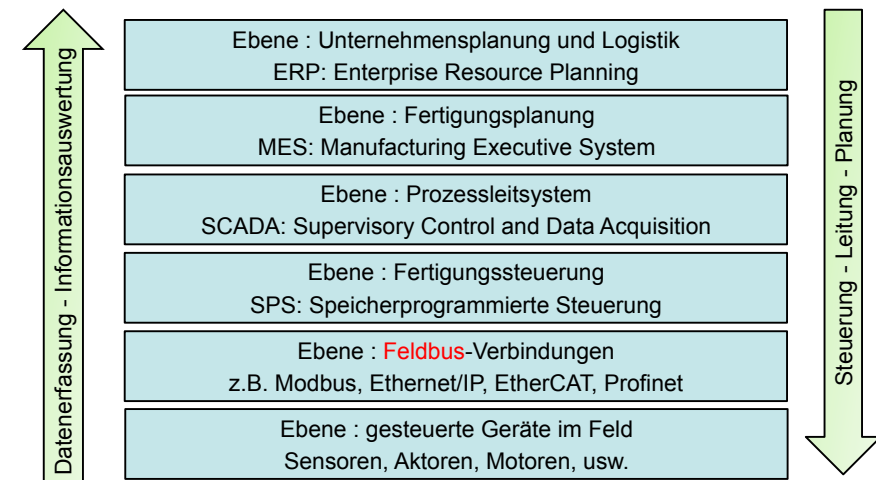 Ebene : Unternehmensplanung und Logistik
ERP: Enterprise Resource Planning
Ebene : Fertigungsplanung
MES: Manufacturing Executive System
Ebene : Prozessleitsystem
SCADA: Supervisory Control and Data Acquisition
Ebene : Fertigungssteuerung
SPS: Speicherprogrammierte Steuerung
Ebene : Feldbus-Verbindungen
z.B. Modbus, Ethernet/IP, EtherCAT, Profinet
Ebene : gesteuerte Geräte im Feld
Sensoren, Aktoren, Motoren, usw.
Datenerfassung - Informationsauswertung
Steuerung - Leitung - Planung